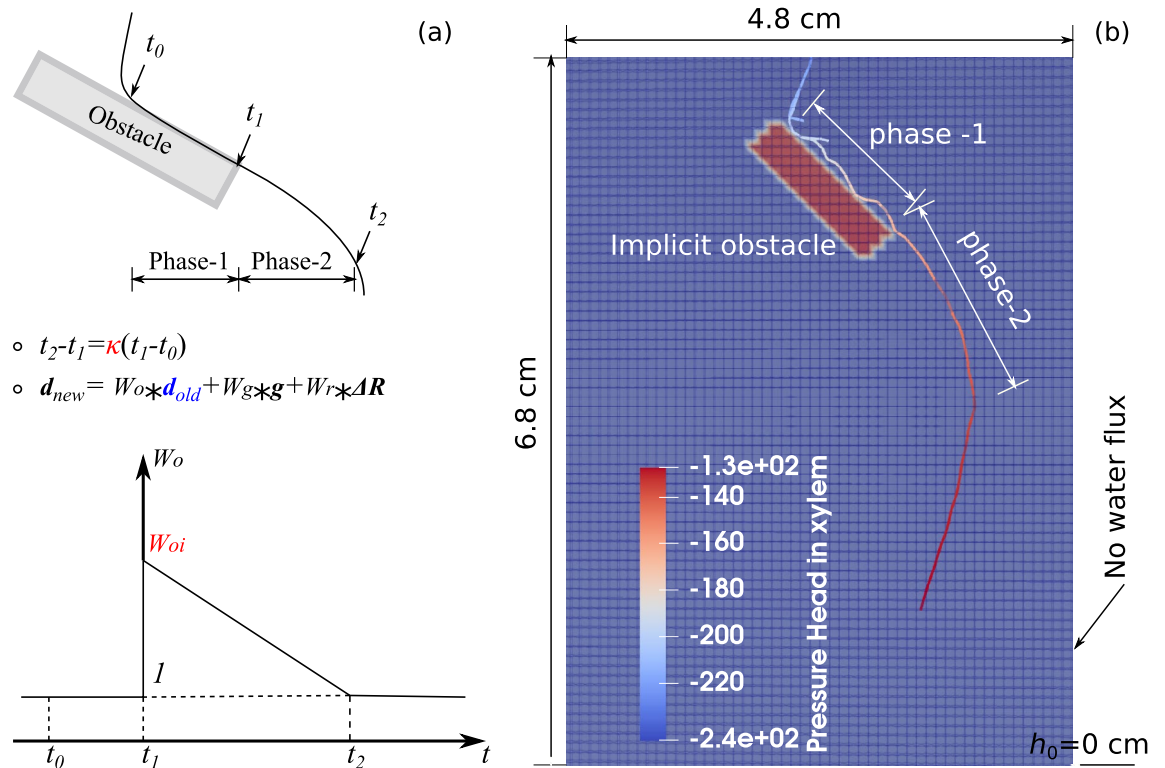 (a)
t0
Obstacle
t1
t2
Phase-1 Phase-2
t2-t1=κ(t1-t0)
dnew= Wo*dold+Wg*g+Wr*ΔR
Wo
Woi
1
t0 t1 t2 t
4.8 cm
(b)
6.8 cm
phase -1
Implicit obstacle
phase-2
-1.3e+02
-140
-160
-180
-200
-220
-2.4e+02
Pressure Head in xylem
No water flux
h0=0 cm